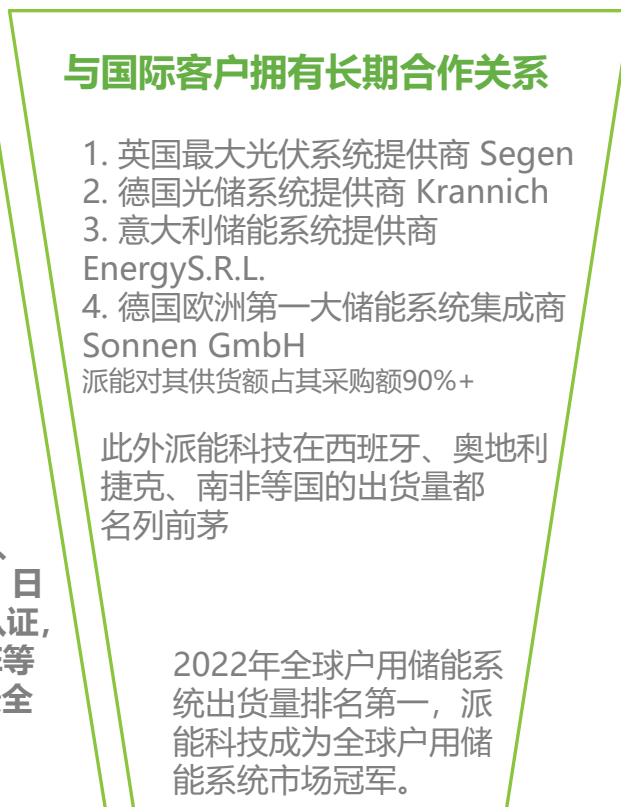 与国际客户拥有长期合作关系
1. 英国最大光伏系统提供商 Segen
2. 德国光储系统提供商 Krannich
3. 意大利储能系统提供商
EnergyS.R.L.
4. 德国欧洲第一大储能系统集成商
Sonnen GmbH
派能对其供货额占其采购额90%+
此外派能科技在西班牙、奥地利
捷克、南非等国的出货量都
名列前茅
、
日
证，
等
全
2022年全球户用储能系
统出货量排名第一，派
能科技成为全球户用储
能系统市场冠军。